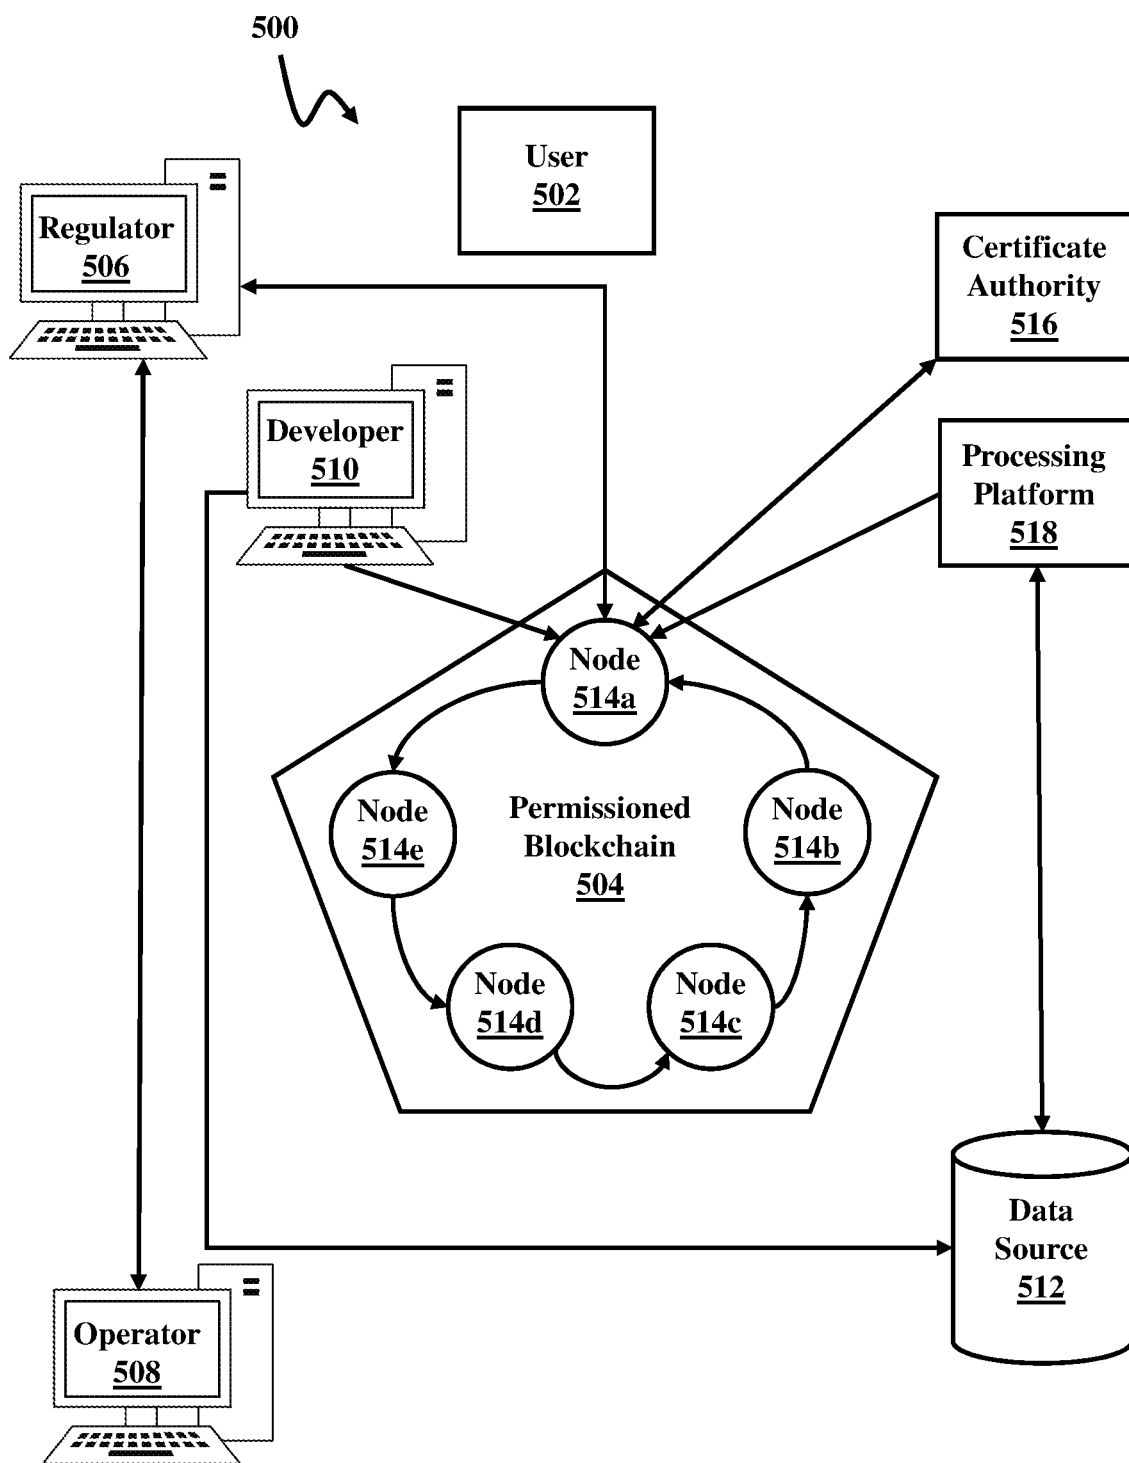 500
User
502
Regulator
506
Certificate
Authority
516
Developer
510
Processing
Platform
518
Node
514a
Node
514e
Permissioned
Blockchain
504
Node
514b
Node
514d
Node
514c
Data
Source
512
Operator
508